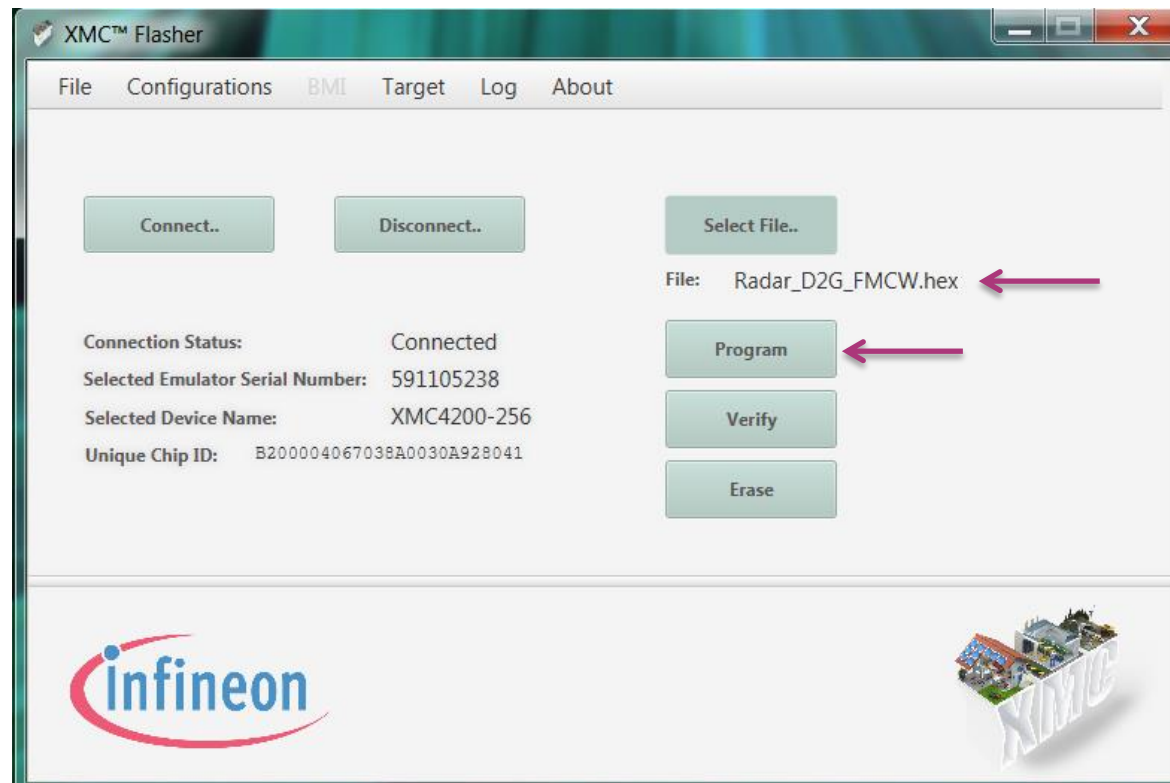 XMC™ Flasher
File Configurations BMI Target Log About
Connect.. Disconnect.. Select File..
File: Radar_D2G_FMCW.hex
Connection Status: Connected
Program
Selected Emulator Serial Number: 591105238
Selected Device Name: XMC4200-256
Verify
Unique Chip ID: B200004067038A0030A928041
Erase
infineon
XMC